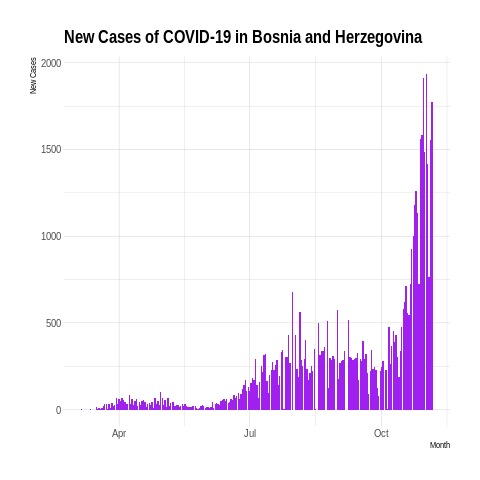 New Cases of COVID-19 in Bosnia and Herzegovina
New Cases
2000
1500
1000
500
0
Apr
Jul
Oct
Month